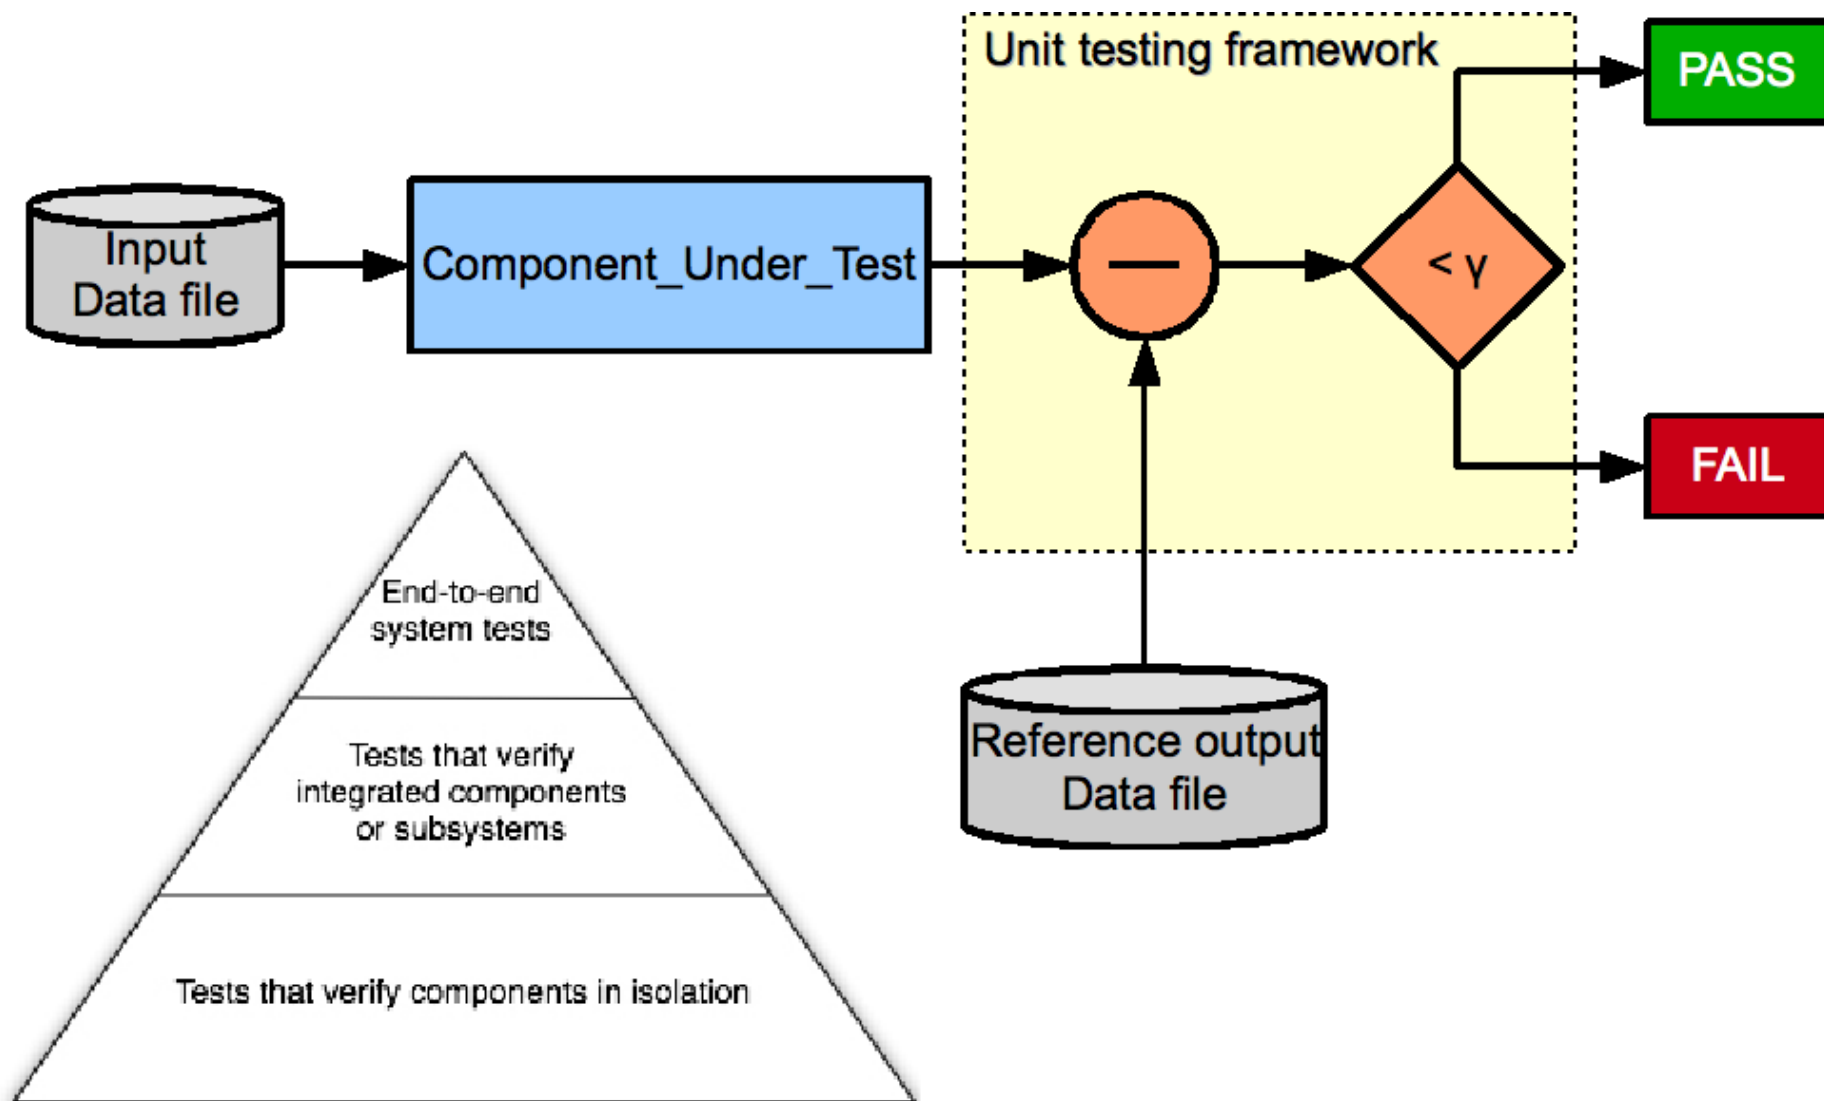 Unit testing framework
PASS
Input
Data file
Component_Under_Test
—
< γ
FAIL
End-to-end
system tests
Tests that verify
integrated components
or subsystems
Tests that verify components in isolation
Reference output
Data file